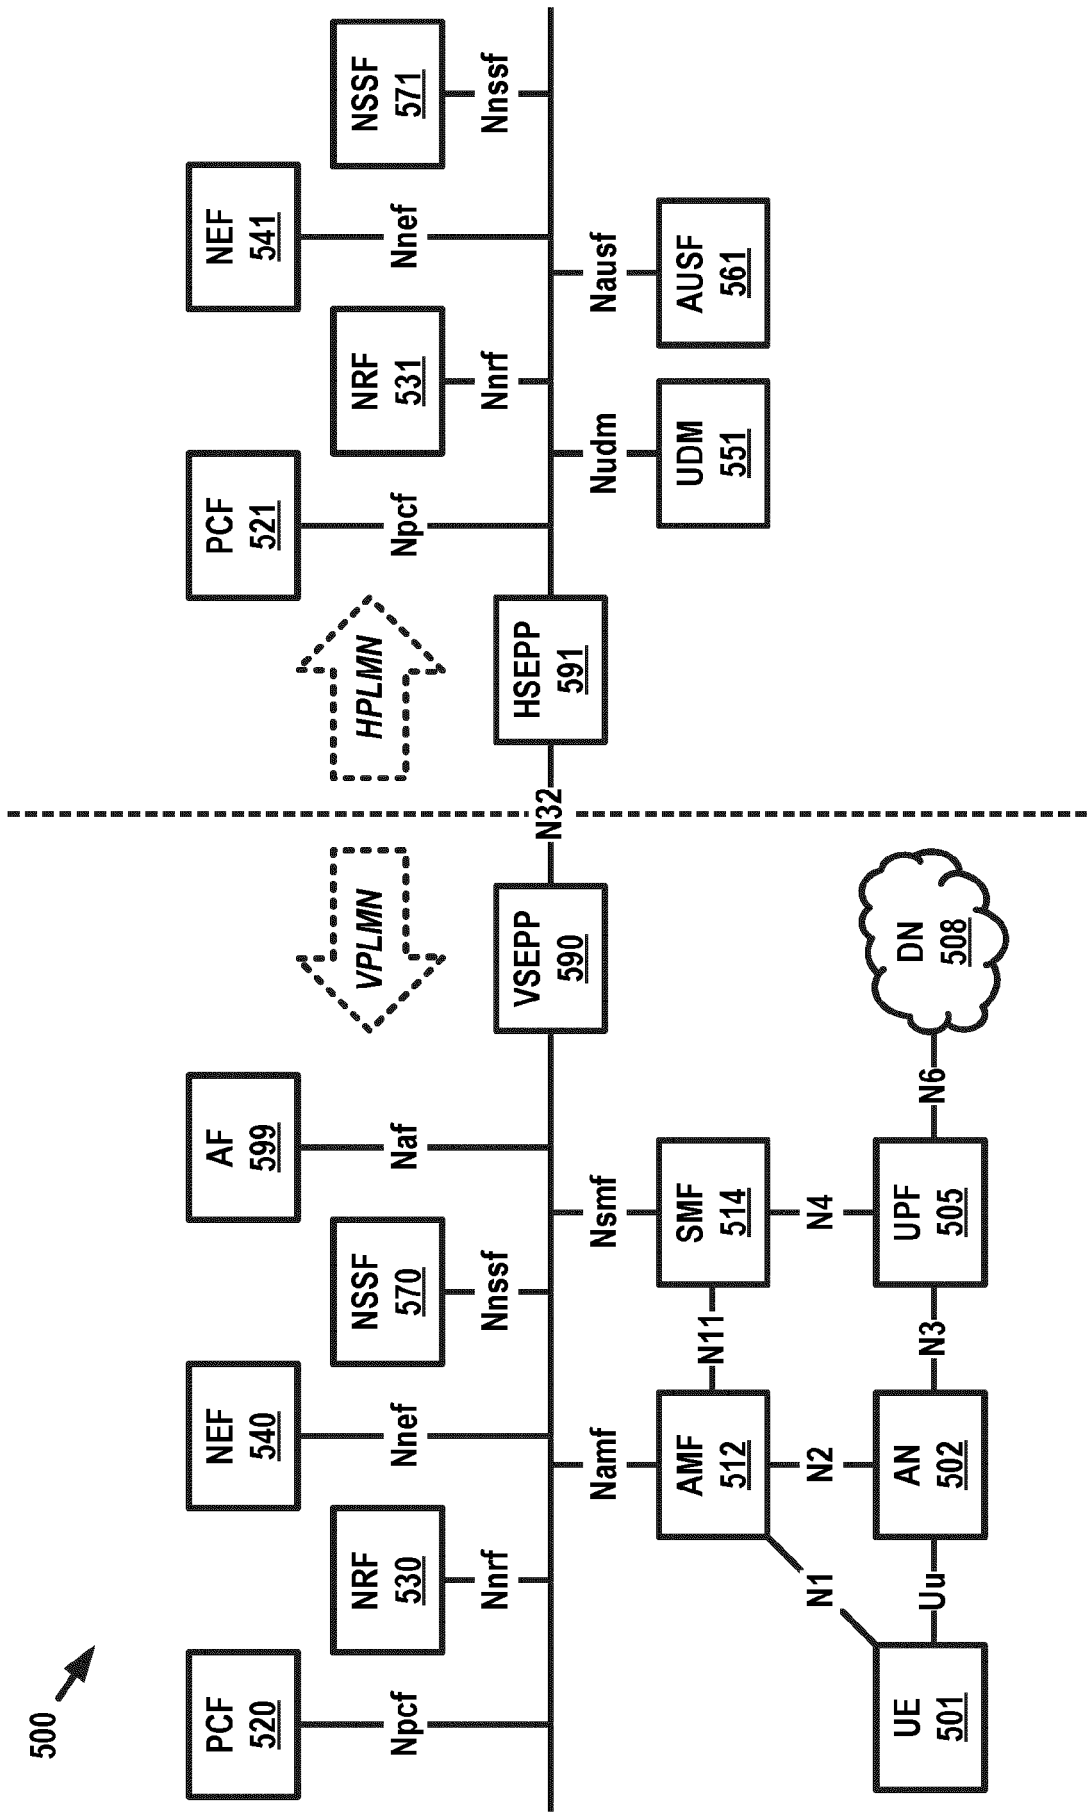 500
VPLMN
HPLMN
PCF
520
NEF
540
AF
599
PCF
521
NEF
541
NRF
530
NSSF
570
NRF
531
NSSF
571
Npcf
Nnrf
Nnef
Nnssf
Naf
Npcf
Nnrf
Nnef
Nnssf
VSEPP
590
N32
HSEPP
591
Namf
Nsmf
Nudm
Nausf
AMF
512
N11
SMF
514
UDM
551
AUSF
561
N1
N2
N4
UE
501
Uu
AN
502
N3
UPF
505
N6
DN
508